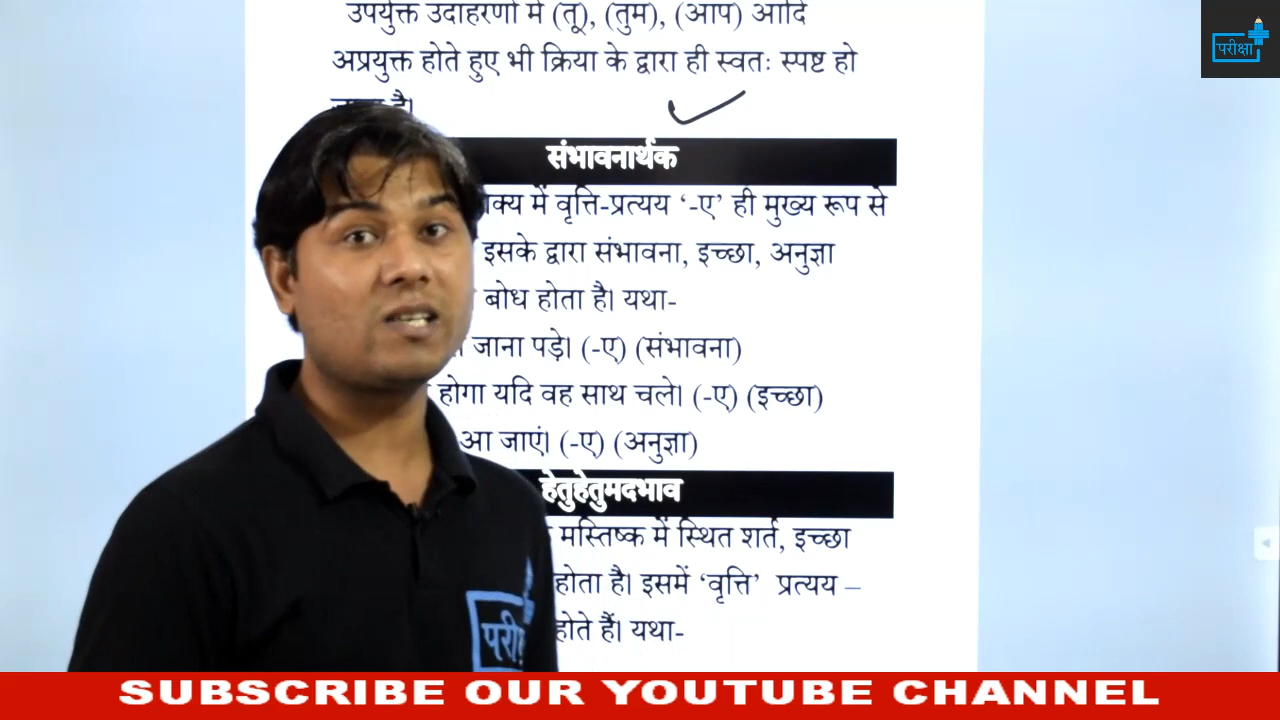 उपर्युक्त उदाहरणों में (तू), (तुम), (आप) आदि
अप्रयुक्त होते हुए भी क्रिया के द्वारा ही स्वतः स्पष्ट हो
है।
संभावनार्थक
में वृत्ति-प्रत्यय ‘-ए’ ही मुख्य रूप से
इसके द्वारा संभावना, इच्छा, अनुज्ञा
बोध होता है। यथा-
जाना पड़े। (-ए) (संभावना)
होगा यदि वह साथ चले। (-ए) (इच्छा)
आ जाएं। (-ए) (अनुज्ञा)
हेतुहेतुमदभाव
मस्तिष्क में स्थित शर्त, इच्छा
होता है। इसमें ‘वृत्ति’ प्रत्यय –
होते हैं। यथा-
परीक्षा
SUBSCRIBE OUR YOUTUBE CHANNEL